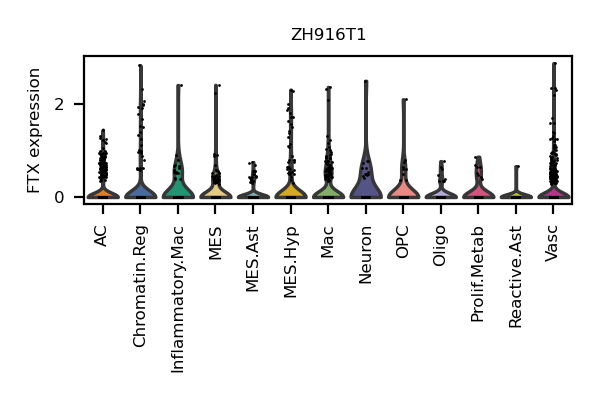 ZH916T1
FTX expression
2
0
AC
Chromatin.Reg
Inflammatory.Mac
MES
MES.Ast
MES.Hyp
Mac
Neuron
OPC
Oligo
Prolif.Metab
Reactive.Ast
Vasc